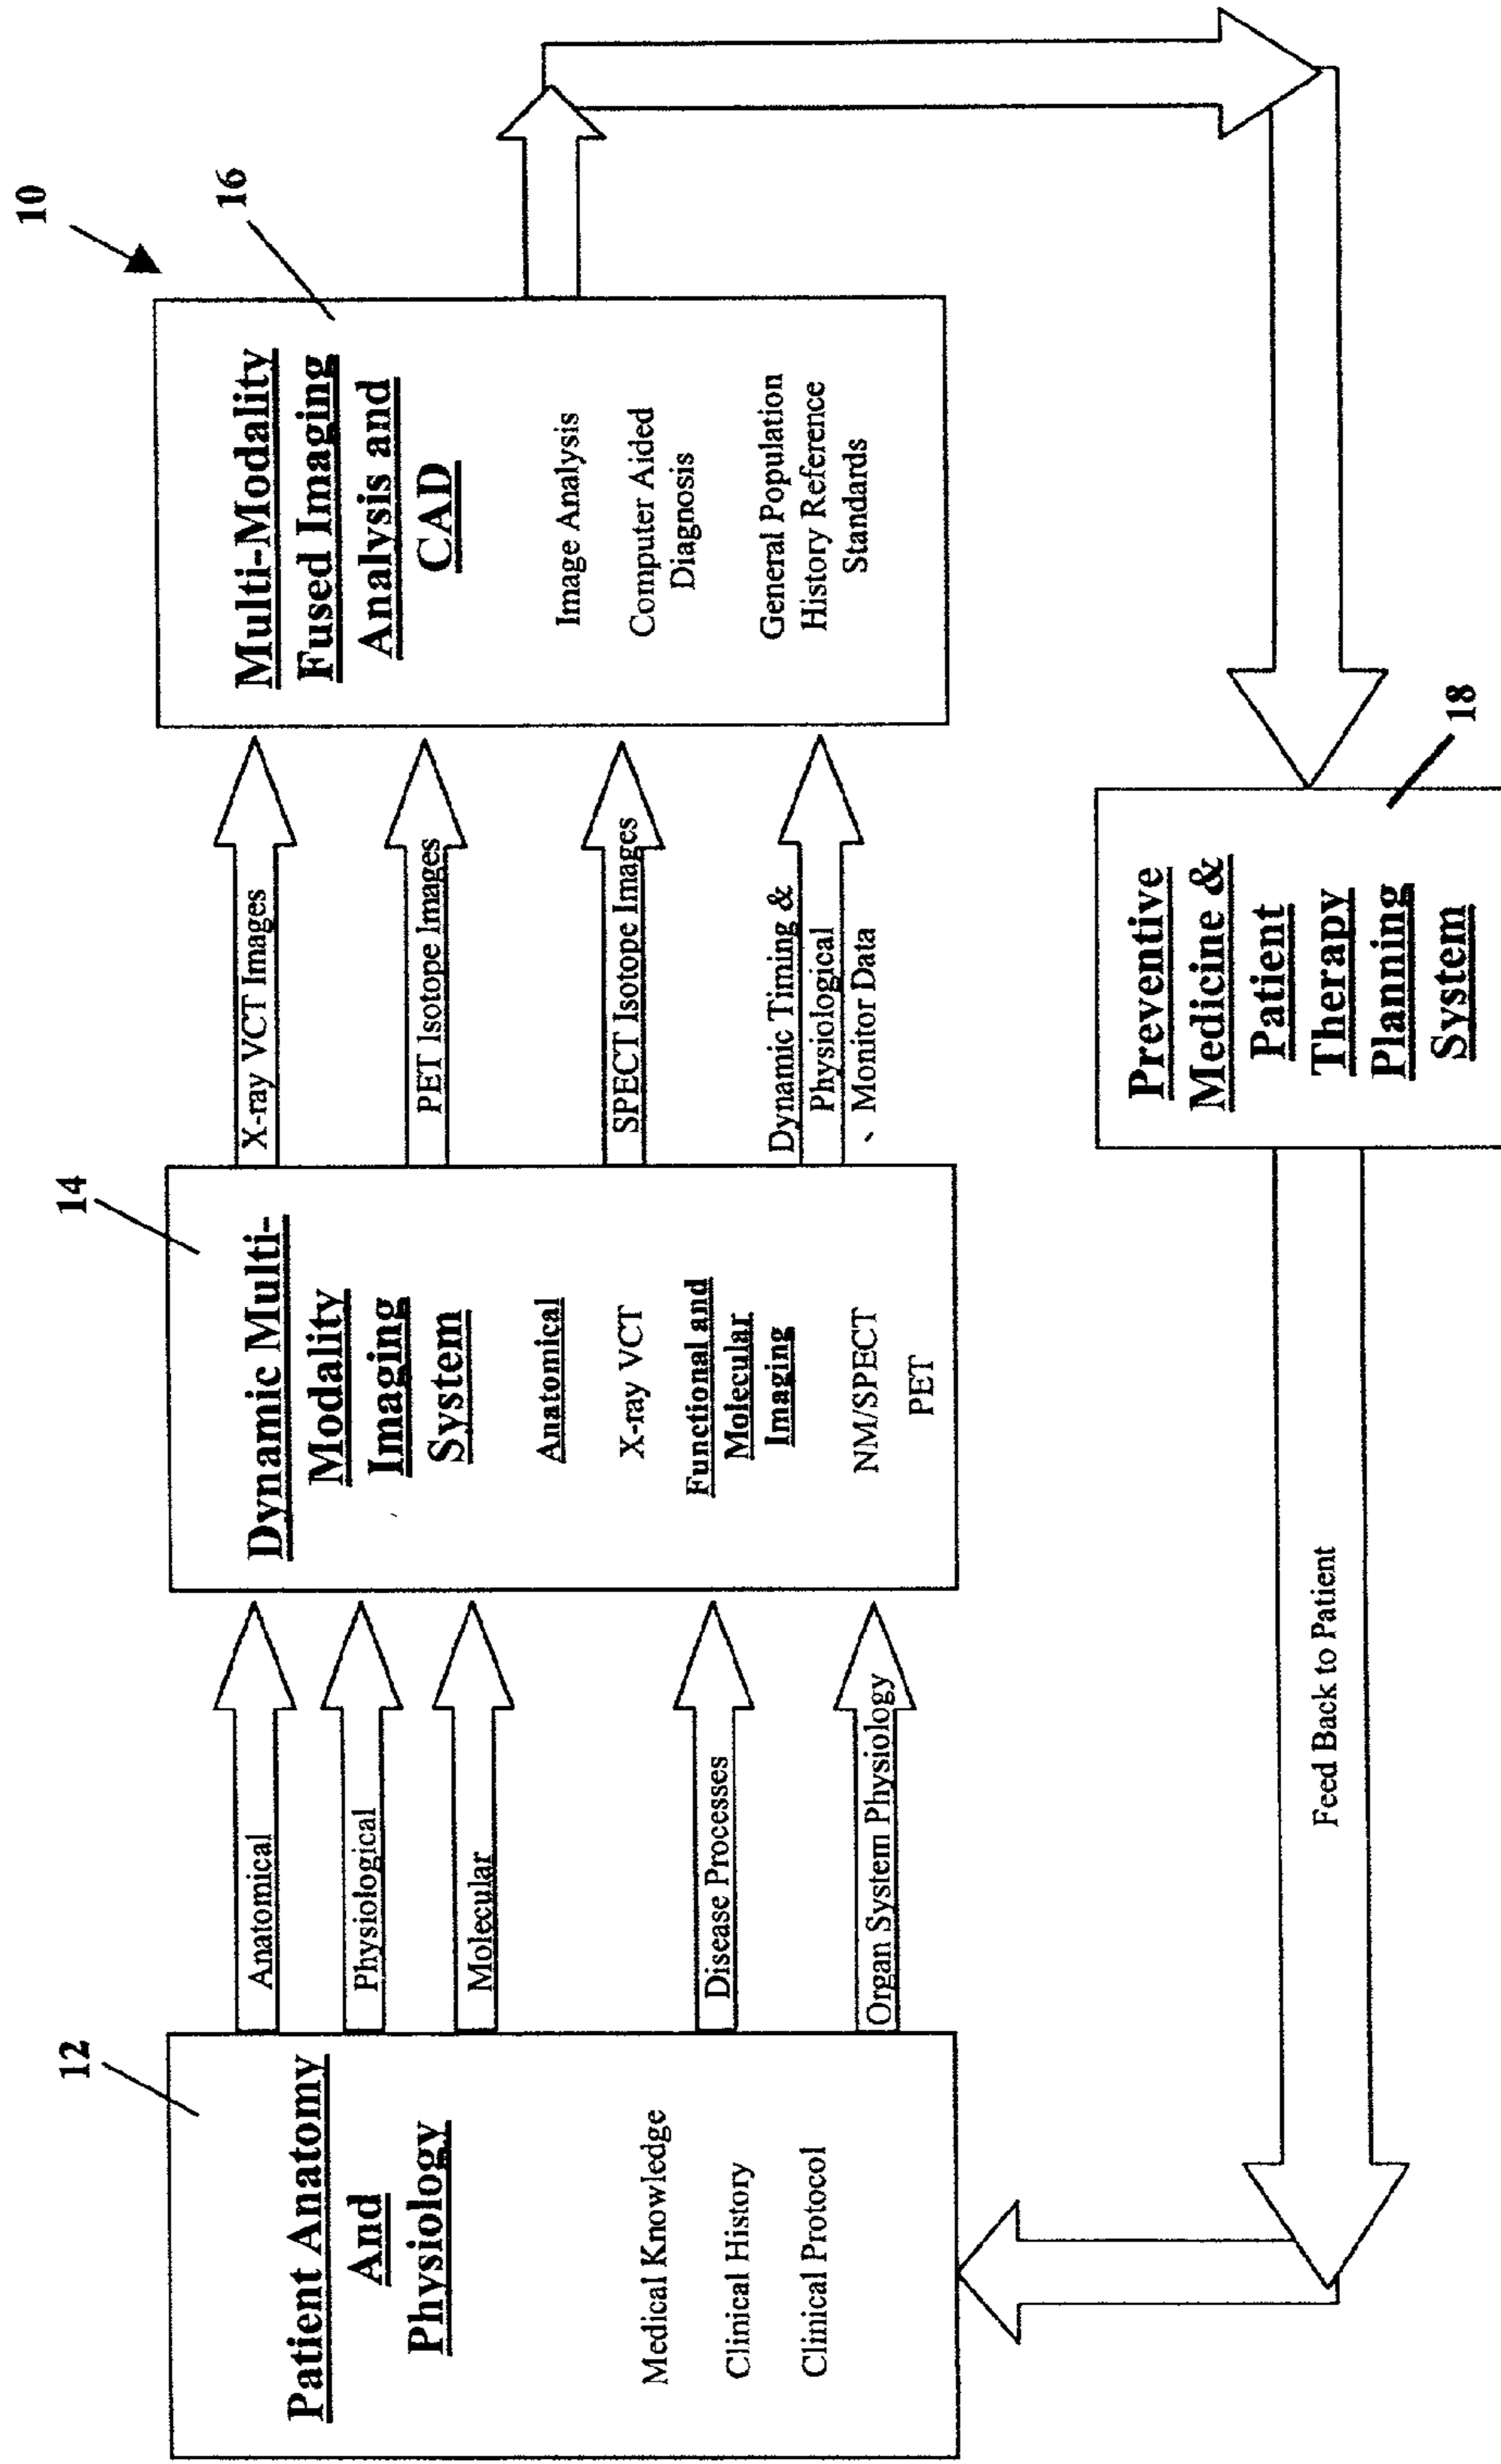 10
12
Patient Anatomy
And
Physiology
Medical Knowledge
Clinical History
Clinical Protocol
Anatomical
Physiological
Molecular
Disease Processes
Organ System Physiology
14
Dynamic Multi-
Modality
Imaging
System
Anatomical
X-ray VCT
Functional and
Molecular
Imaging
NM/SPECT
PET
X-ray VCT Images
PET Isotope Images
SPECT Isotope Images
Dynamic Timing &
Physiological
Monitor Data
16
Multi-Modality
Fused Imaging
Analysis and
CAD
Image Analysis
Computer Aided
Diagnosis
General Population
History Reference
Standards
18
Preventive
Medicine &
Patient
Therapy
Planning
System
Feed Back to Patient